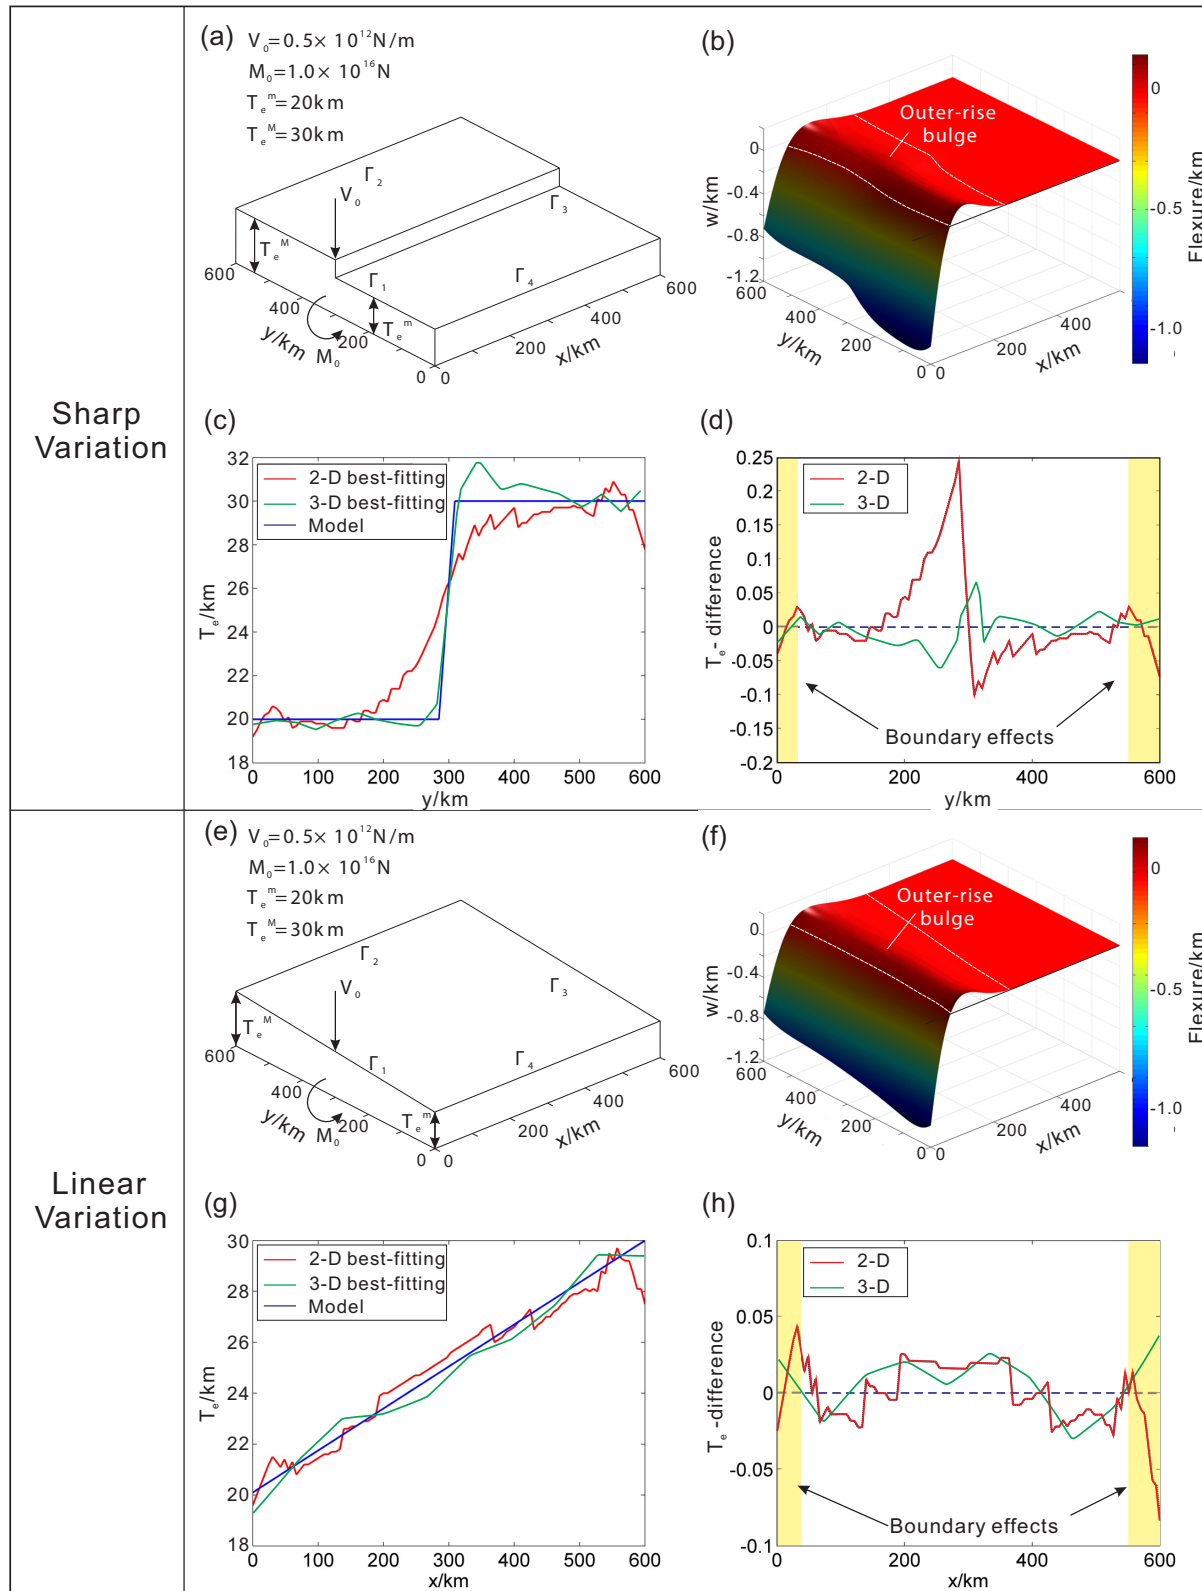 Sharp
Variation
(a)
V₀=0.5× 10¹²N/m
M₀=1.0× 10¹⁶N
Tₑᵐ=20km
Tₑᴹ=30km
Γ₂
V₀
Γ₃
Tₑᴹ
Γ₁
Γ₄
Tₑᵐ
M₀
600
400
200
0
y/km
0
200
400
600
x/km
(b)
Outer-rise
bulge
w/km
0
-0.4
-0.8
-1.2
600
400
200
0
y/km
0
200
400
x/km
0
-0.5
-1.0
Flexure/km
(c)
2-D best-fitting
3-D best-fitting
Model
Tₑ/km
32
30
28
26
24
22
20
18
0
100
200
300
400
500
600
y/km
(d)
2-D
3-D
Tₑ- difference
0.25
0.2
0.15
0.1
0.05
0
-0.05
-0.1
-0.15
-0.2
Boundary effects
0
200
400
600
y/km
Linear
Variation
(e)
V₀=0.5× 10¹²N/m
M₀=1.0× 10¹⁶N
Tₑᵐ=20km
Tₑᴹ=30km
Γ₂
V₀
Γ₃
Tₑᴹ
Γ₁
Γ₄
Tₑᵐ
M₀
600
400
200
0
y/km
0
200
400
600
x/km
(f)
Outer-rise
bulge
w/km
0
-0.4
-0.8
-1.2
600
400
200
0
y/km
0
200
400
x/km
0
-0.5
-1.0
Flexure/km
(g)
2-D best-fitting
3-D best-fitting
Model
Tₑ/km
30
28
26
24
22
20
18
0
100
200
300
400
500
600
x/km
(h)
2-D
3-D
Tₑ -difference
0.1
0.05
0
-0.05
-0.1
Boundary effects
0
200
400
600
x/km